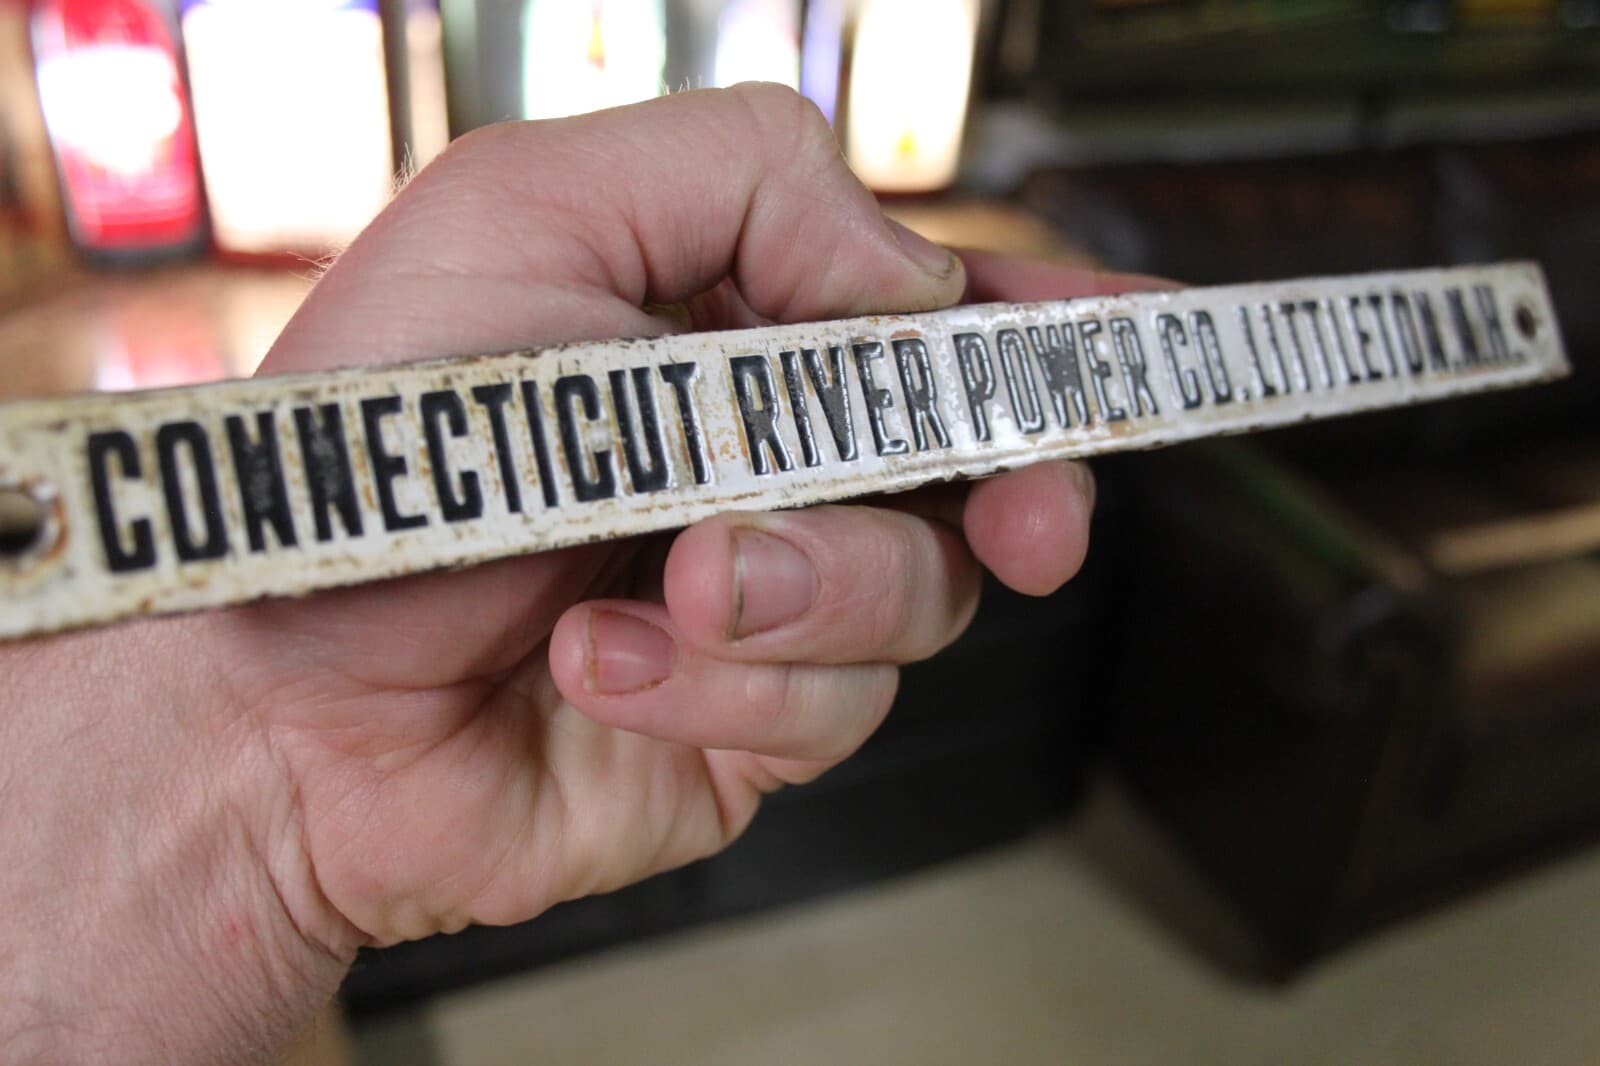 CONNECTICUT RIVER POWER CO. LITTLETON. N.H.